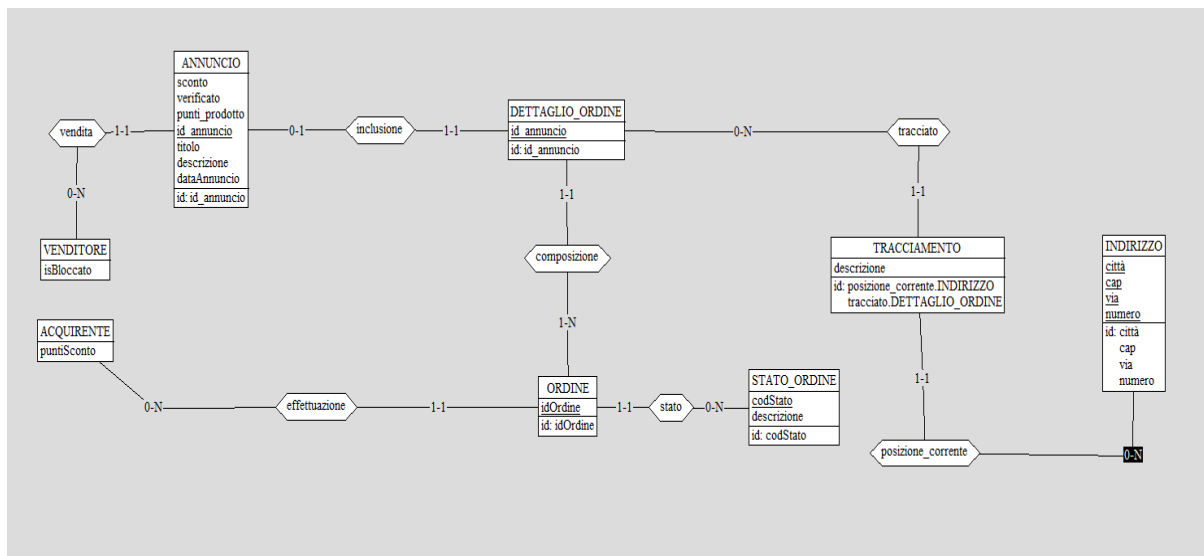 ANNUNCIO
sconto
verificato
punti_prodotto
id_annuncio
titolo
descrizione
dataAnnuncio
id: id_annuncio
vendita
1-1
0-1
inclusione
1-1
DETTAGLIO_ORDINE
id_annuncio
id: id_annuncio
0-N
tracciato
0-N
1-1
1-1
VENDITORE
isBloccato
composizione
TRACCIAMENTO
descrizione
id: posizione_corrente.INDIRIZZO
tracciato.DETTAGLIO_ORDINE
INDIRIZZO
città
cap
via
numero
id: città
cap
via
numero
1-N
ACQUIRENTE
puntiSconto
0-N
effettuazione
1-1
ORDINE
idOrdine
id: idOrdine
1-1
stato
0-N
STATO_ORDINE
codStato
descrizione
id: codStato
1-1
posizione_corrente
0-N